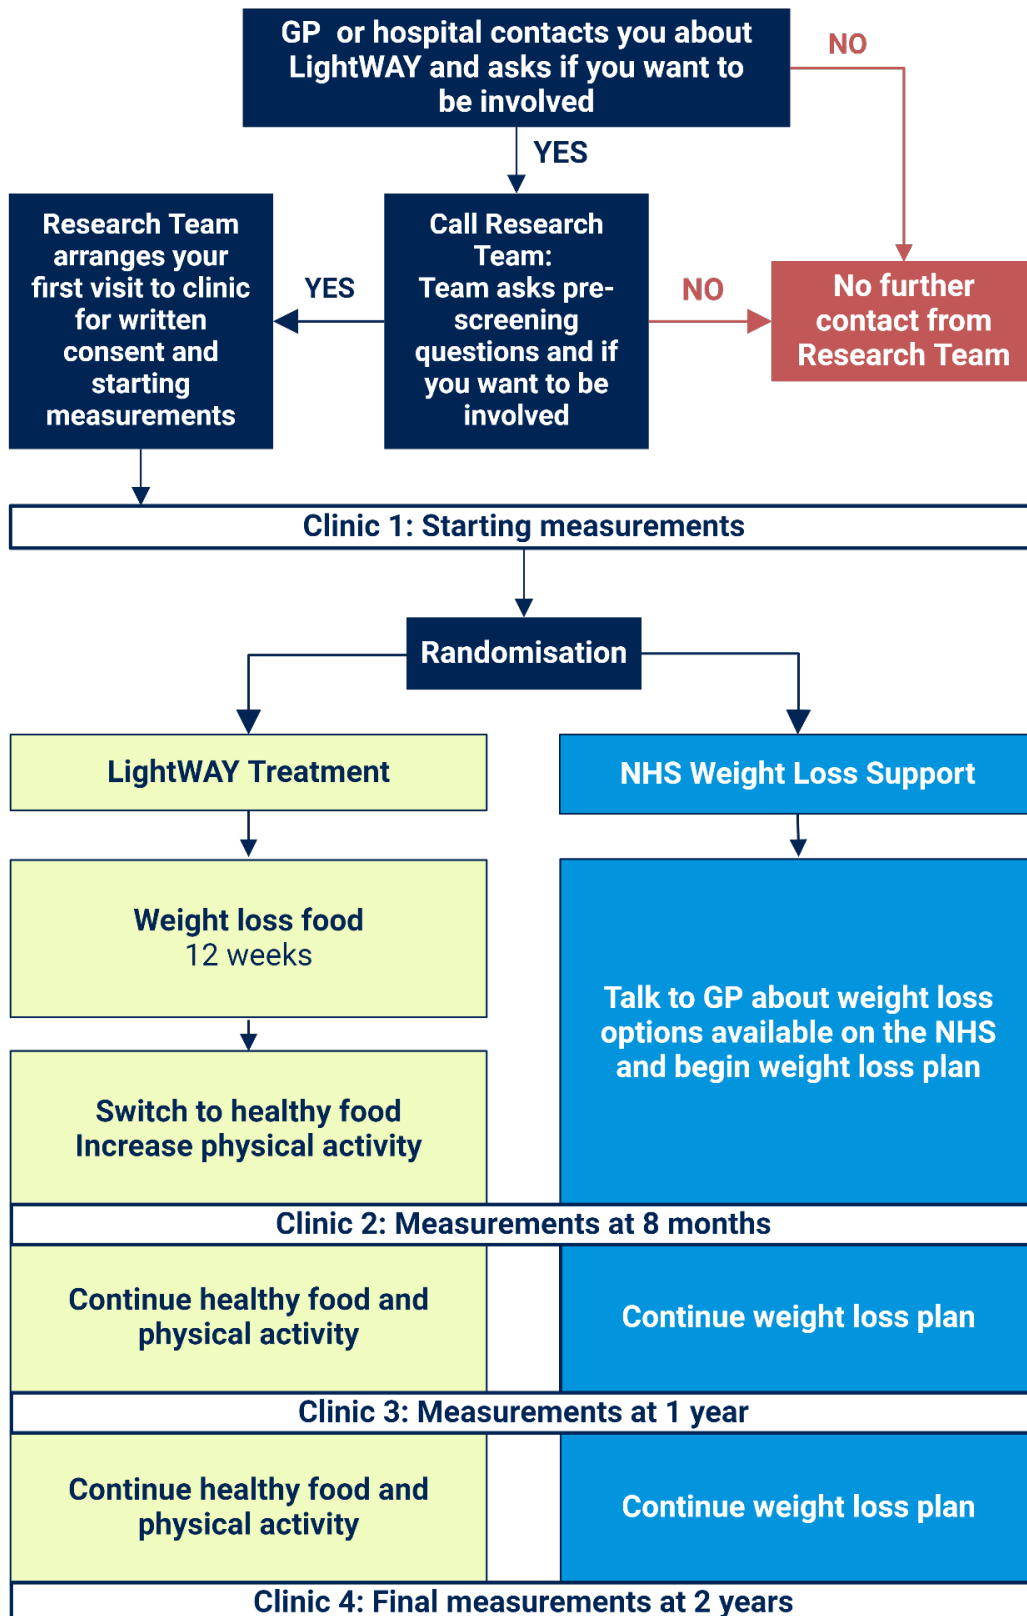 GP or hospital contacts you about
LightWAY and asks if you want to
be involved
NO
YES
Research Team
arranges your
first visit to clinic
for written
consent and
starting
measurements
YES
Call Research
Team:
Team asks pre-
screening
questions and if
you want to be
involved
NO
No further
contact from
Research Team
Clinic 1: Starting measurements
Randomisation
LightWAY Treatment
NHS Weight Loss Support
Weight loss food
12 weeks
Talk to GP about weight loss
options available on the NHS
and begin weight loss plan
Switch to healthy food
Increase physical activity
Clinic 2: Measurements at 8 months
Continue healthy food and
physical activity
Continue weight loss plan
Clinic 3: Measurements at 1 year
Continue healthy food and
physical activity
Continue weight loss plan
Clinic 4: Final measurements at 2 years